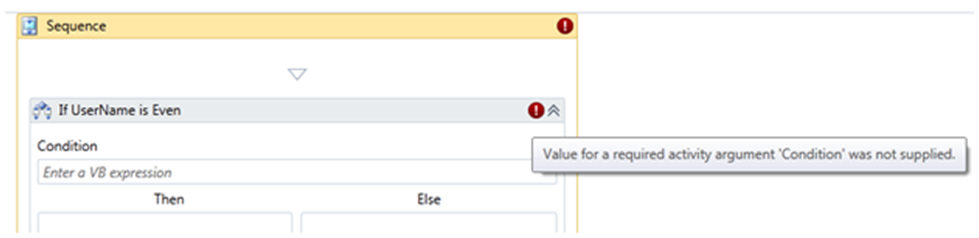 Sequence
If UserName is Even
Condition
Value for a required activity argument 'Condition' was not supplied.
Enter a VB expression
Then Else